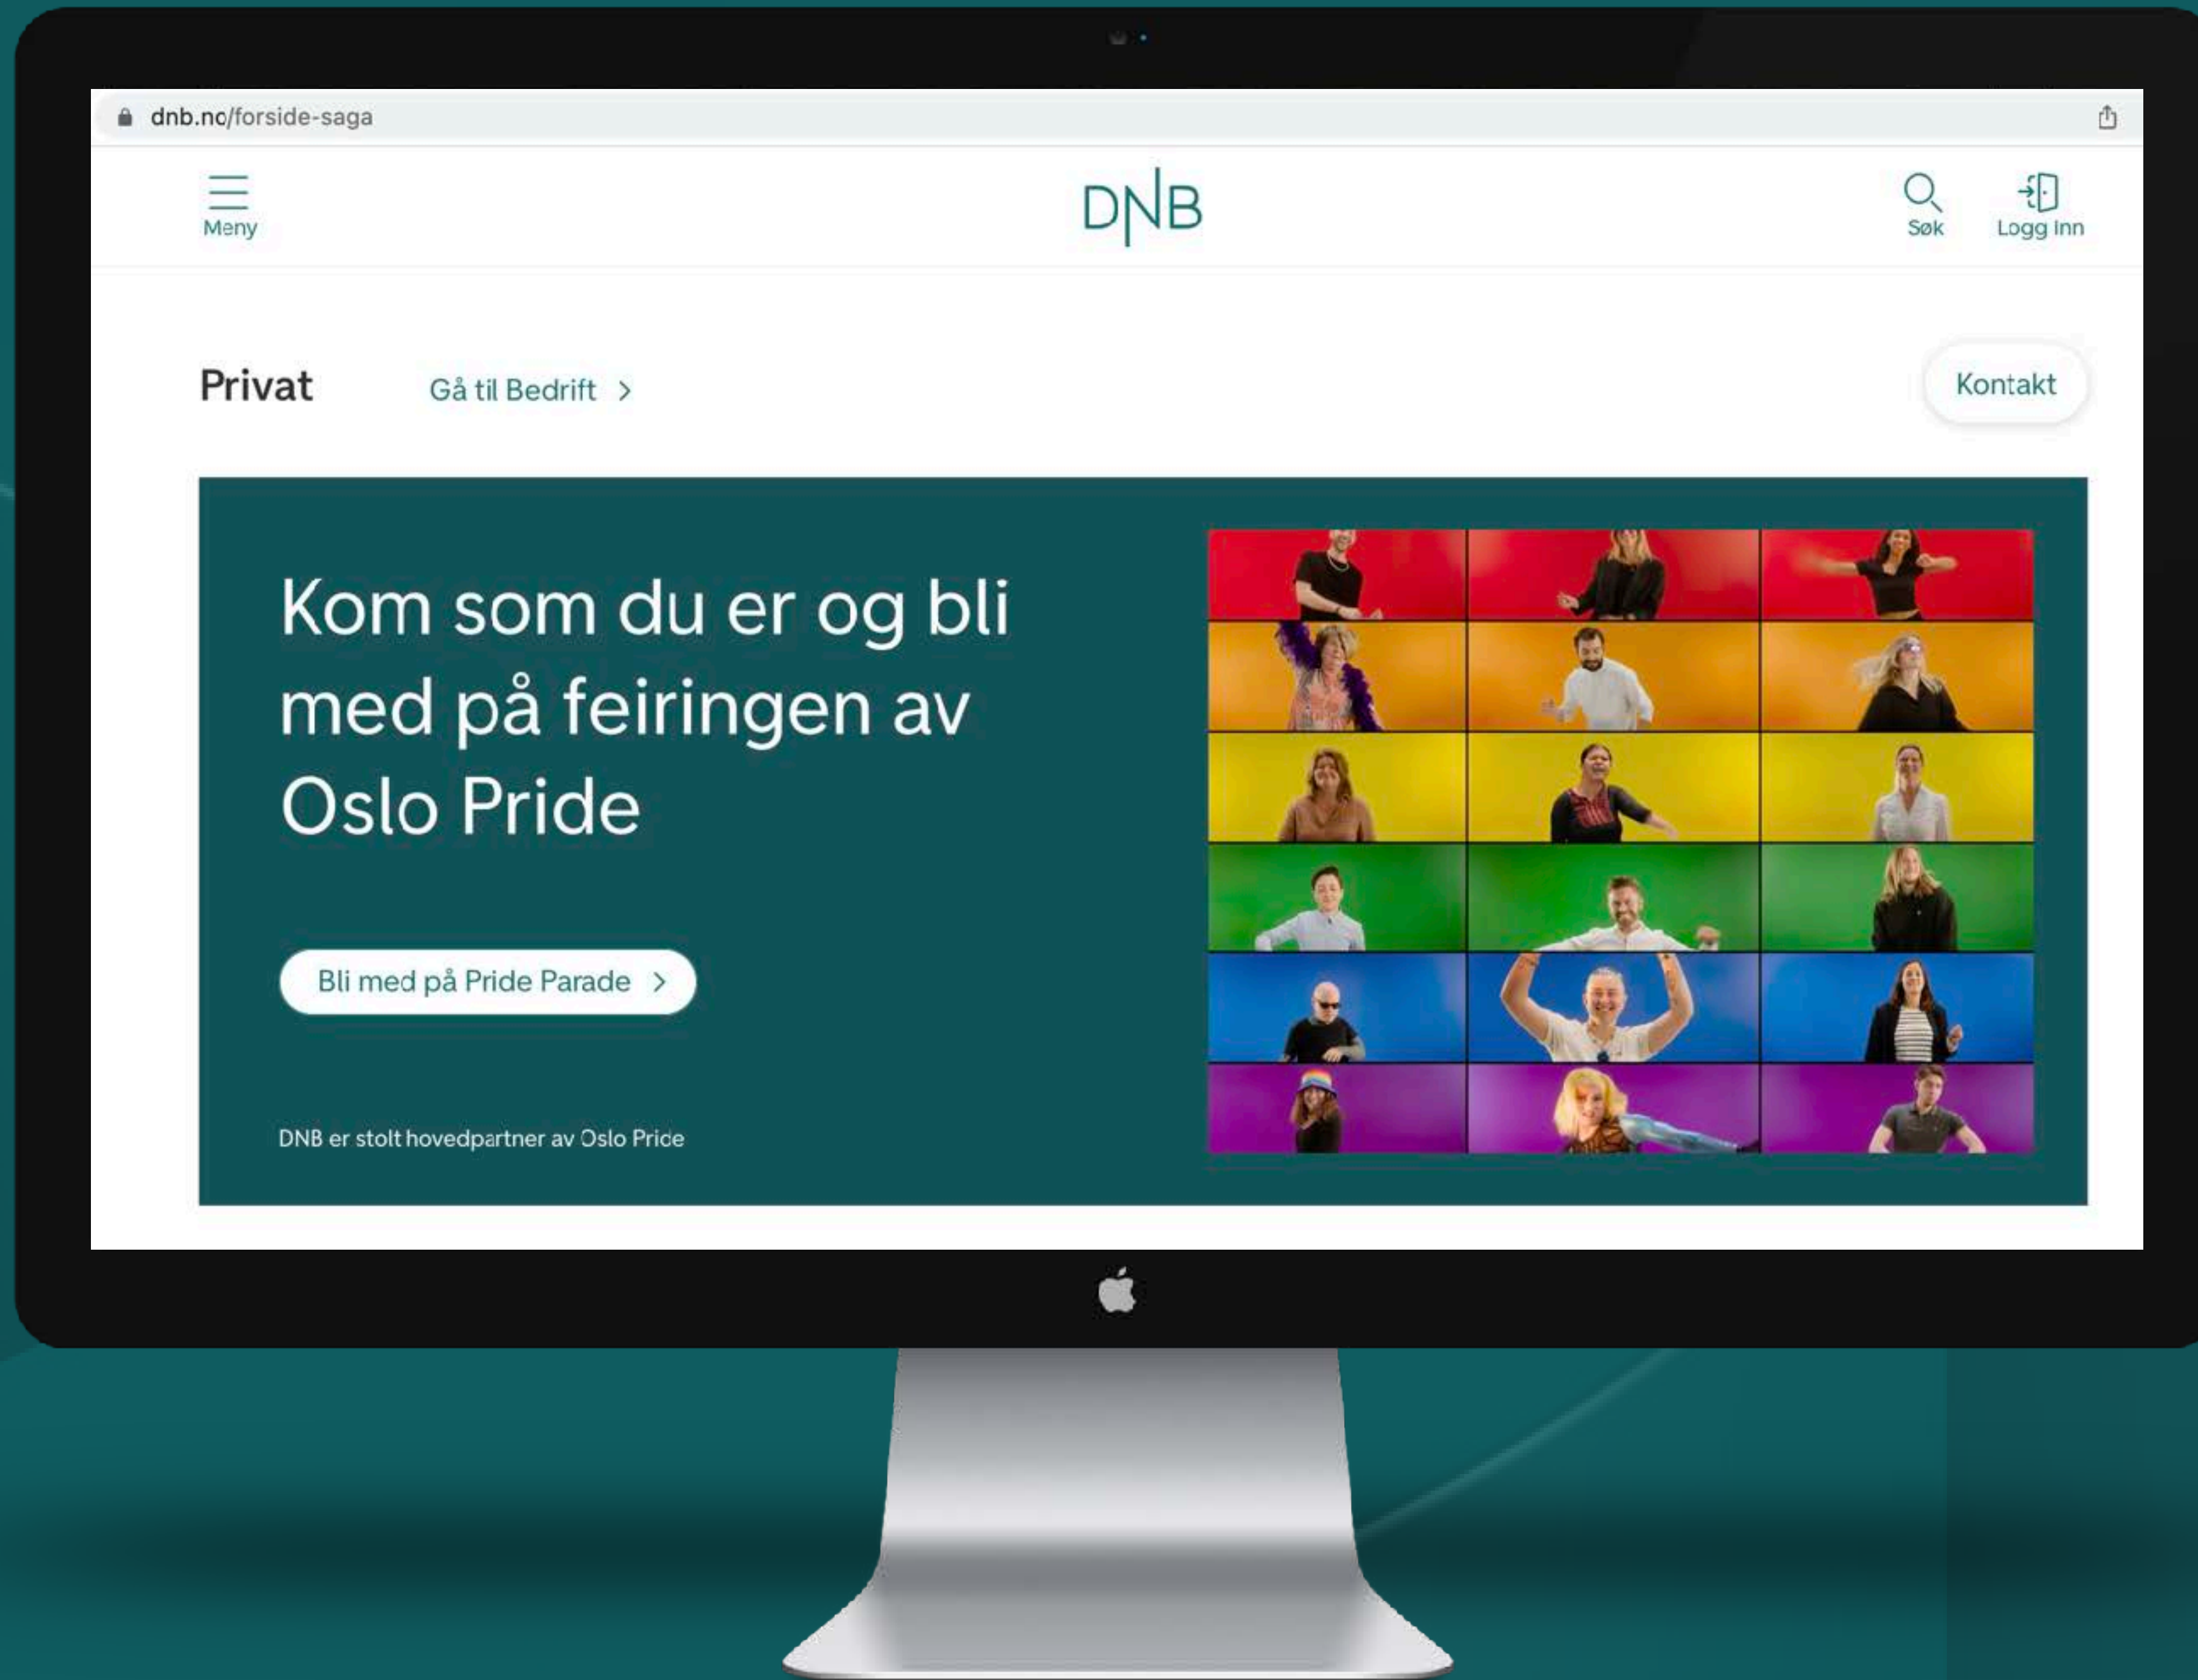 dnb.no/forside-saga
Meny
DNB
Søk
Logg Inn
Privat
Gå til Bedrift >
Kontakt
Kom som du er og bli
med på feiringen av
Oslo Pride
Bli med på Pride Parade >
DNB er stolt hovedpartner av Oslo Pride